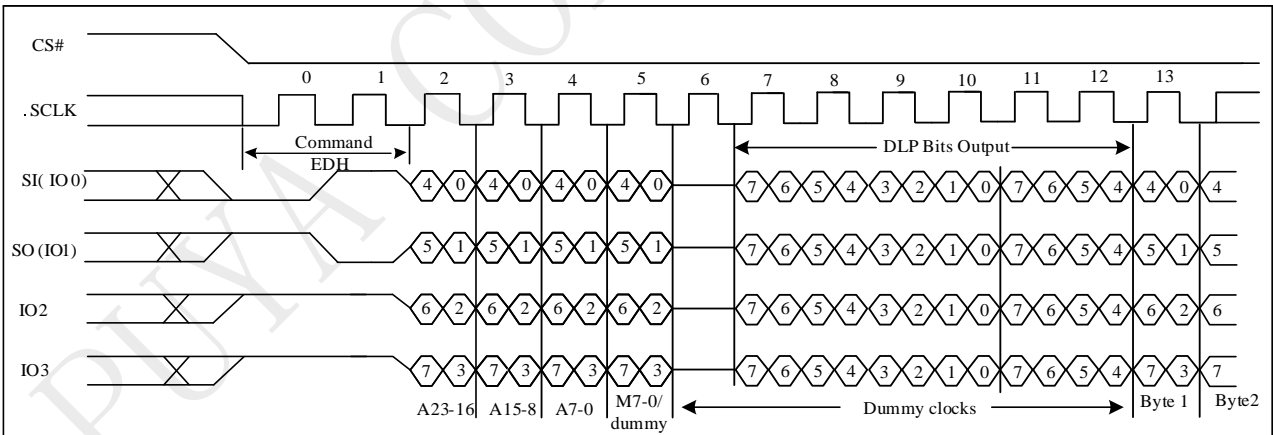 CS#
0 1 2 3 4 5 6 7 8 9 10 11 12 13
.SCLK
Command
EDH
DLP Bits Output
SI( IO 0)
4 0 4 0 4 0 4 0 7 6 5 4 3 2 1 0 7 6 5 4 4 0 4
SO (IO1)
5 1 5 1 5 1 5 1 7 6 5 4 3 2 1 0 7 6 5 4 5 1 5
IO2
6 2 6 2 6 2 6 2 7 6 5 4 3 2 1 0 7 6 5 4 6 2 6
IO3
7 3 7 3 7 3 7 3 7 6 5 4 3 2 1 0 7 6 5 4 7 3 7
A23-16 A15-8 A7-0 M7-0/
dummy
Dummy clocks
Byte 1 Byte2
PUYA CO